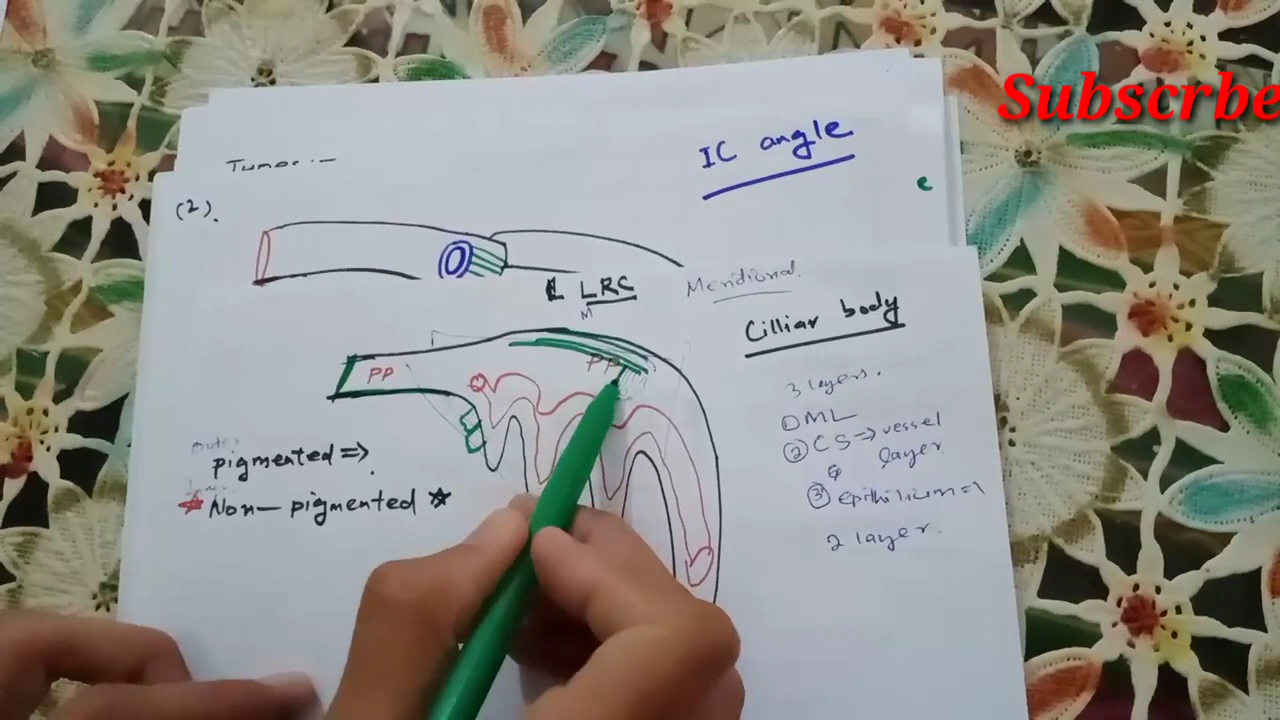 Subscrbe
IC angle
Tumor:-
(2).
L LRC
M
Meridional.
Cilliar body
PP
PP
3 layers.
① ML
② CS => vessel
layer
&
③ epithilium =>
2 layer.
outer
pigmented =>
Non- pigmented